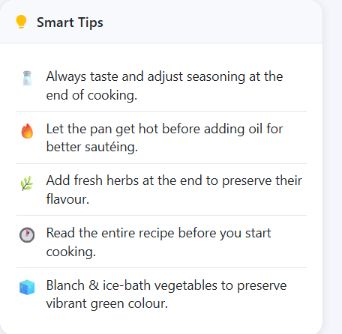 Smart Tips
Always taste and adjust seasoning at the
end of cooking.
Let the pan get hot before adding oil for
better sautéing.
Add fresh herbs at the end to preserve their
flavour.
Read the entire recipe before you start
cooking.
Blanch & ice-bath vegetables to preserve
vibrant green colour.